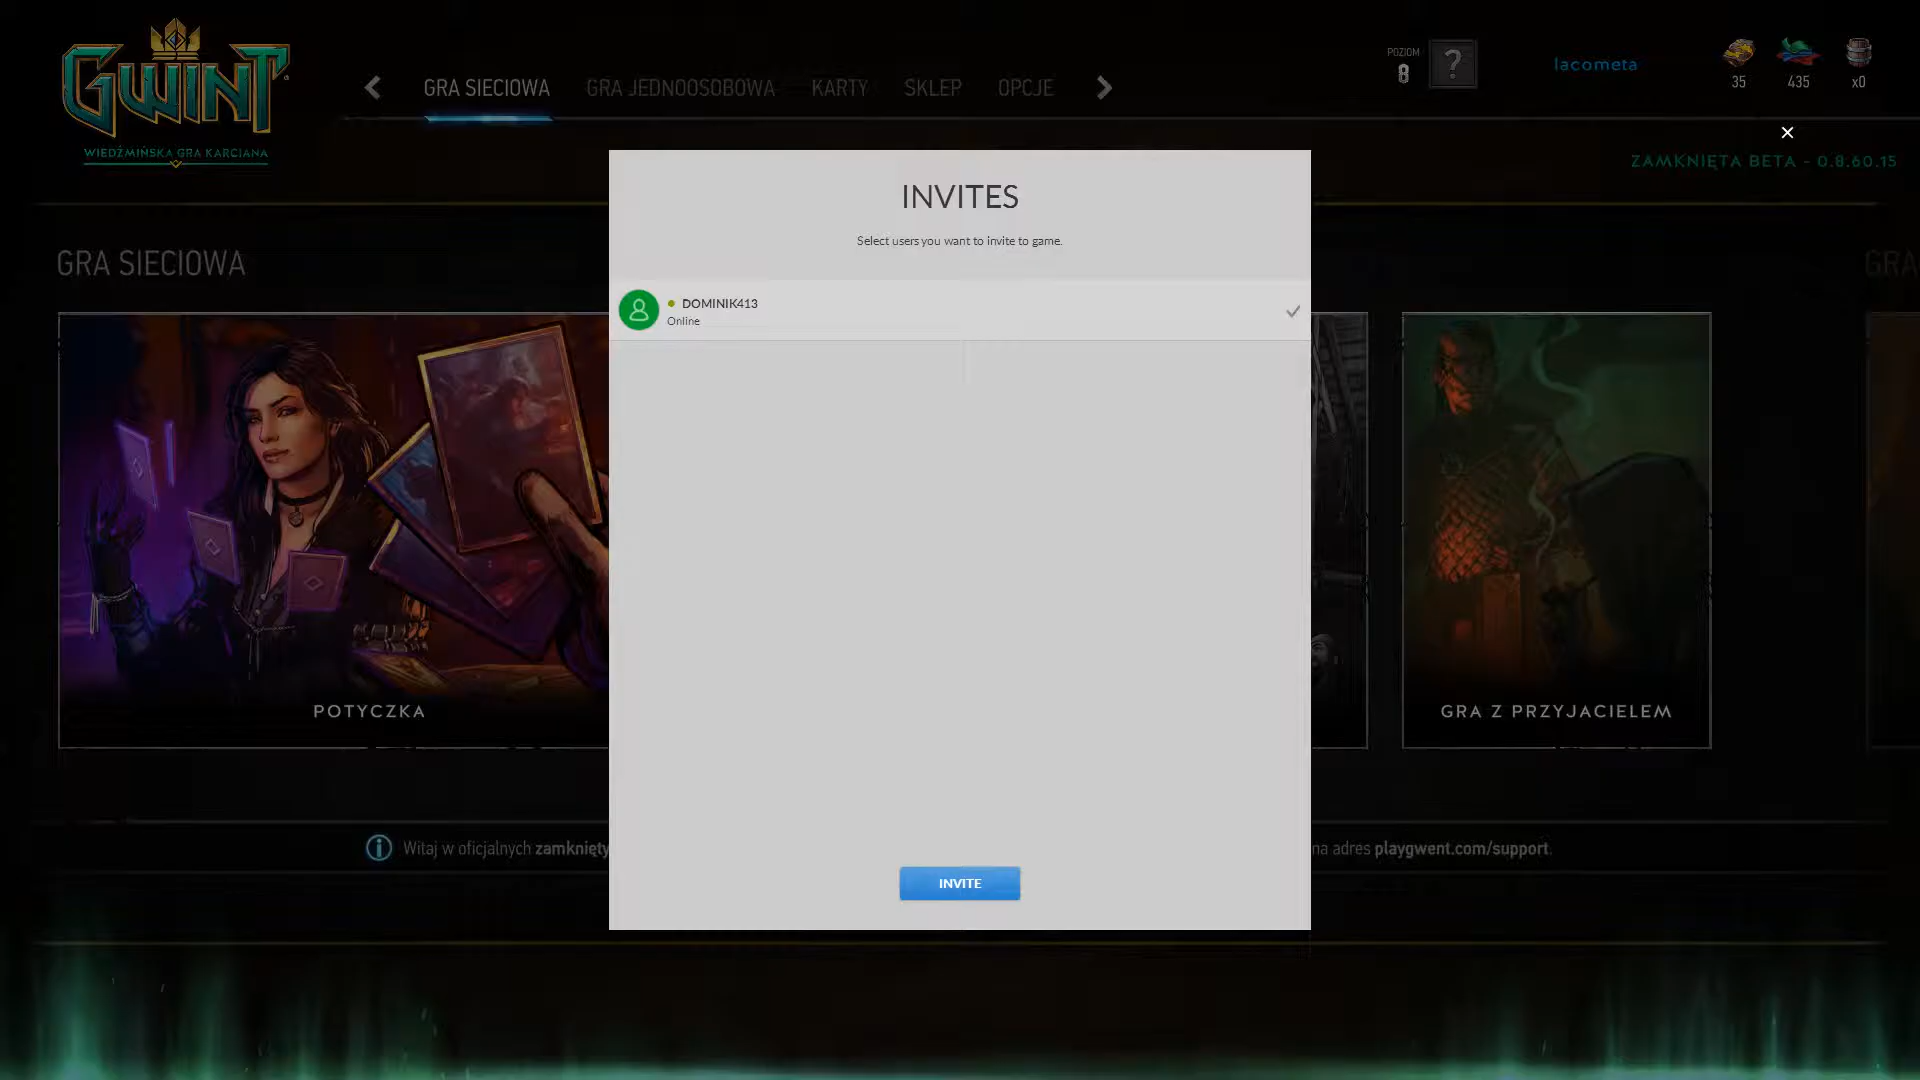 GWINT
WIEDŹMIŃSKA GRA KARCIANA
GRA SIECIOWA
GRA JEDNOOSOBOWA
KARTY
SKLEP
OPCJE
POZIOM
8
?
lacometa
35
435
x0
ZAMKNIĘTA BETA - 0.8.60.15
INVITES
Select users you want to invite to game.
GRA SIECIOWA
GRA
DOMINIK413
Online
POTYCZKA
GRA Z PRZYJACIELEM
Witaj w oficjalnych zamknięty
na adres playgwent.com/support.
INVITE